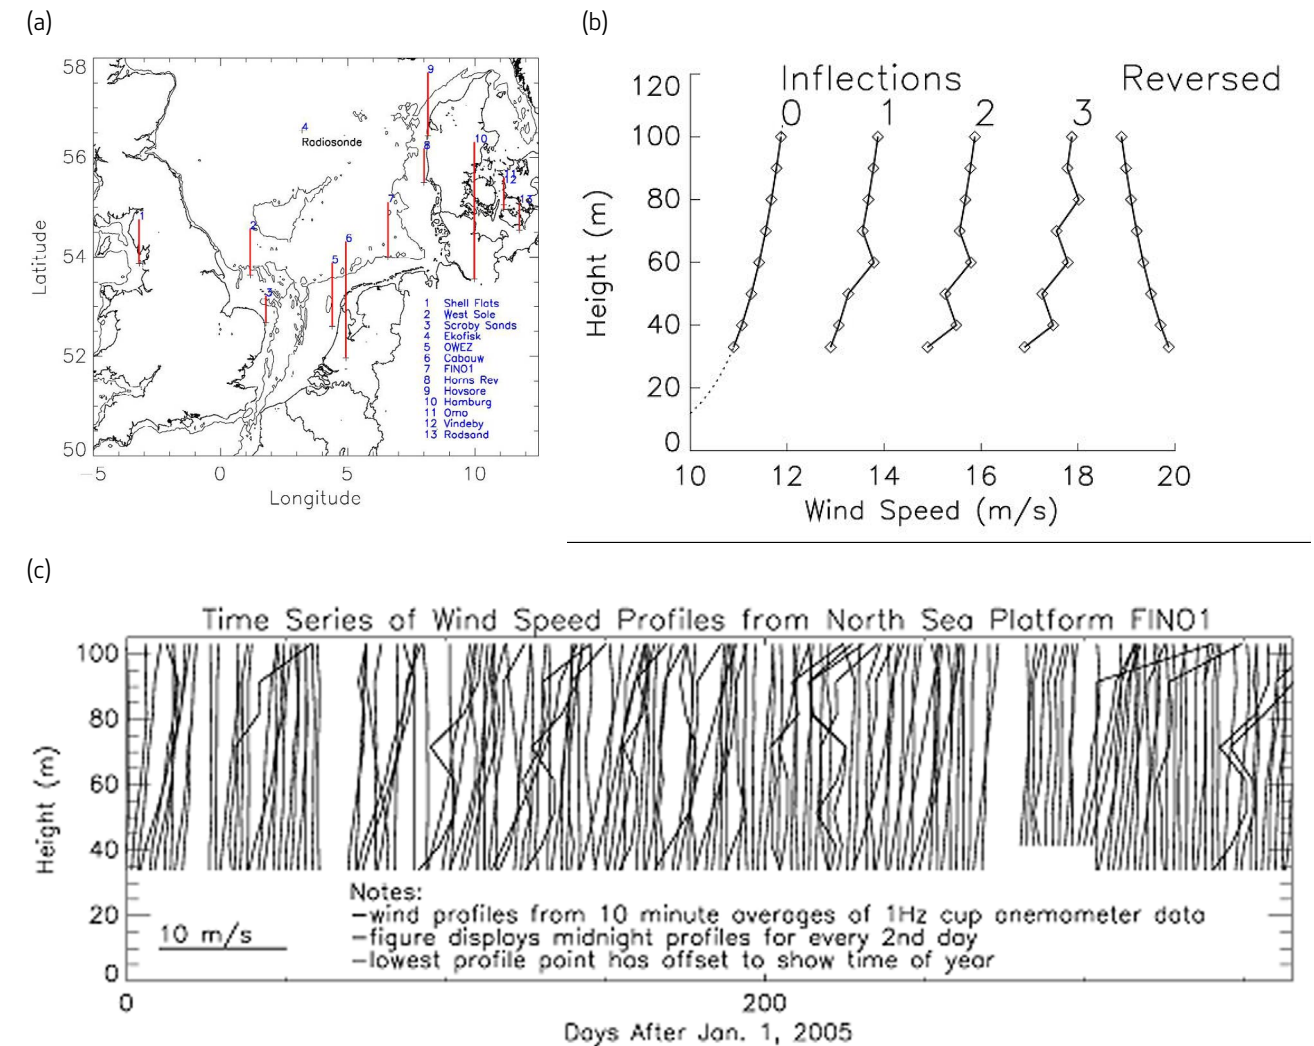 (a)
58
56
54
52
50
-5
0
5
10
Latitude
Longitude
9
4
Radiosonde
8
10
11
12
13
7
1
2
6
5
3
1 Shell Flats
2 West Sole
3 Scroby Sands
4 Ekofisk
5 OWEZ
6 Cabauw
7 FINO1
8 Horns Rev
9 Hovsore
10 Hamburg
11 Omo
12 Vindeby
13 Rodsand
(b)
Inflections
Reversed
0 1 2 3
120
100
80
60
40
20
0
Height (m)
10 12 14 16 18 20
Wind Speed (m/s)
(c)
Time Series of Wind Speed Profiles from North Sea Platform FINO1
100
80
60
40
20
0
Height (m)
10 m/s
Notes:
-wind profiles from 10 minute averages of 1Hz cup anemometer data
-figure displays midnight profiles for every 2nd day
-lowest profile point has offset to show time of year
0 200
Days After Jan. 1, 2005